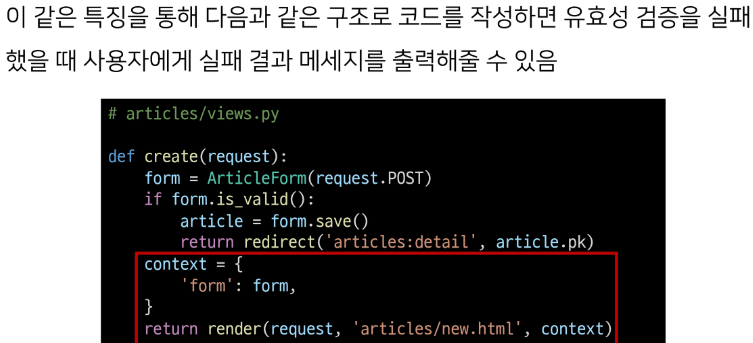 이 같은 특징을 통해 다음과 같은 구조로 코드를 작성하면 유효성 검증을 실패
했을 때 사용자에게 실패 결과 메세지를 출력해줄 수 있음
# articles/views.py
def create(request):
    form = ArticleForm(request.POST)
    if form.is_valid():
        article = form.save()
        return redirect('articles:detail', article.pk)
    context = {
        'form': form,
    }
    return render(request, 'articles/new.html', context)